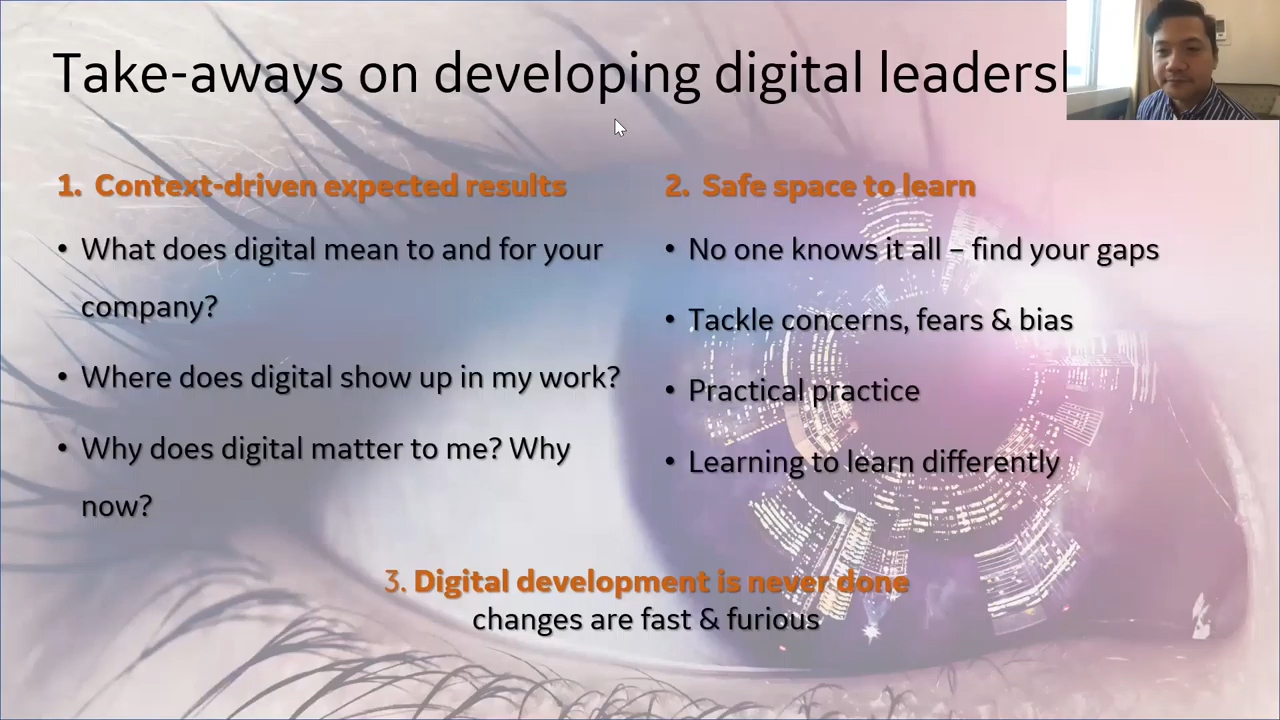 Take-aways on developing digital
1. Context-driven expected results
• What does digital mean to and for your
company?
• Where does digital show up in my work?
• Why does digital matter to me? Why
now?
2. Safe space to learn
• No one knows it all – find your gaps
• Tackle concerns, fears & bias
• Practical practice
• Learning to learn differently
3. Digital development is never done
changes are fast & furious